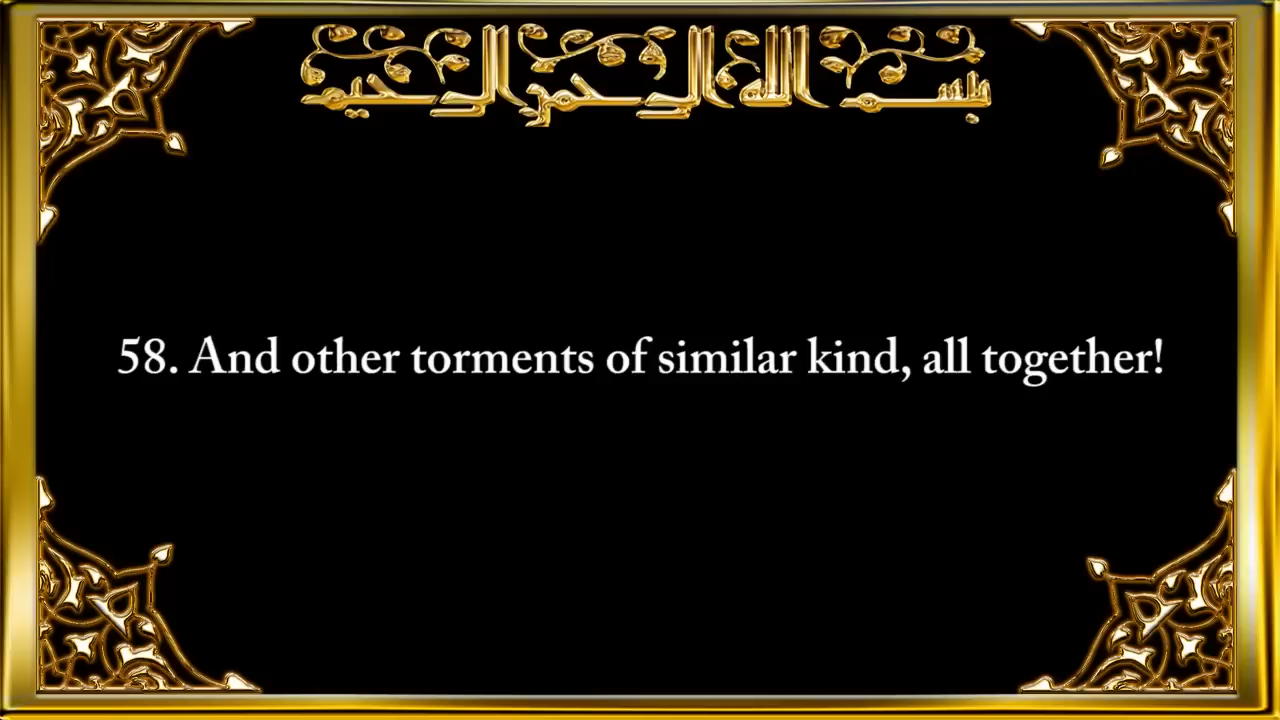 بسم الله الرحمن الرحيم
58. And other torments of similar kind, all together!